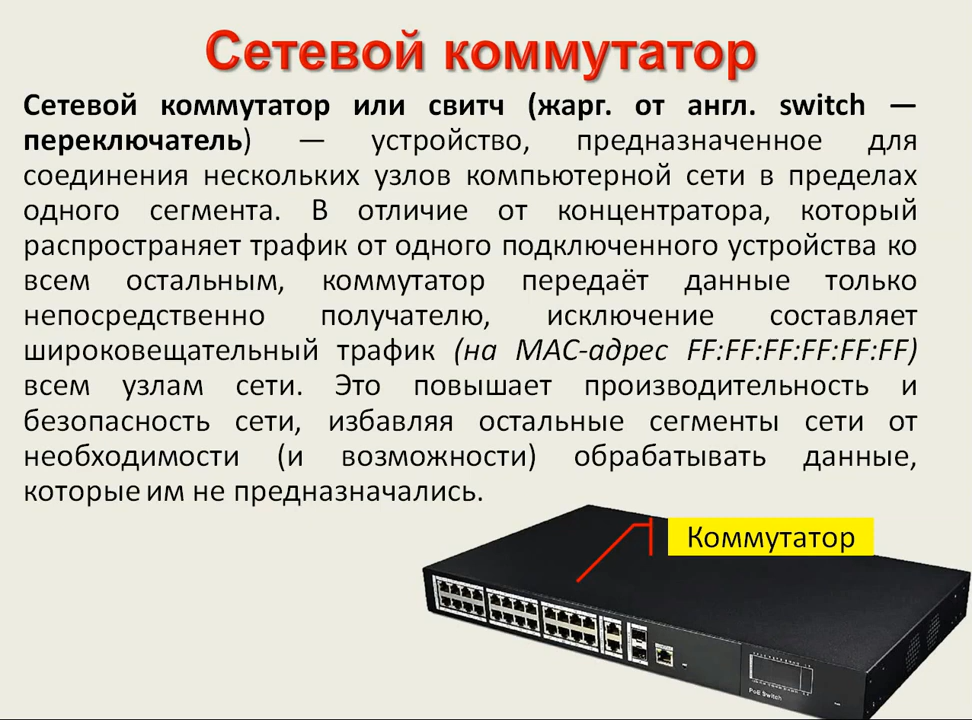 Сетевой коммутатор
Сетевой коммутатор или свитч (жарг. от англ. switch —
переключатель) — устройство, предназначенное для
соединения нескольких узлов компьютерной сети в пределах
одного сегмента. В отличие от концентратора, который
распространяет трафик от одного подключенного устройства ко
всем остальным, коммутатор передаёт данные только
непосредственно получателю, исключение составляет
широковещательный трафик (на MAC-адрес FF:FF:FF:FF:FF:FF)
всем узлам сети. Это повышает производительность и
безопасность сети, избавляя остальные сегменты сети от
необходимости (и возможности) обрабатывать данные,
которые им не предназначались.
Коммутатор
PoE Switch